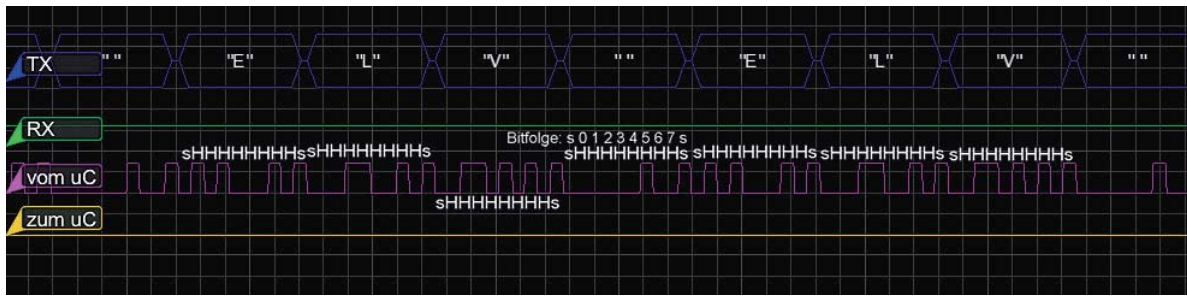 TX " " "E" "L" "V" " " "E" "L" "V" " "
RX
Bitfolge: s 0 1 2 3 4 5 6 7 s
sHHHHHHHHs sHHHHHHHHs sHHHHHHHHs sHHHHHHHHs sHHHHHHHHs sHHHHHHHHs
vom uC
sHHHHHHHHs
zum uC